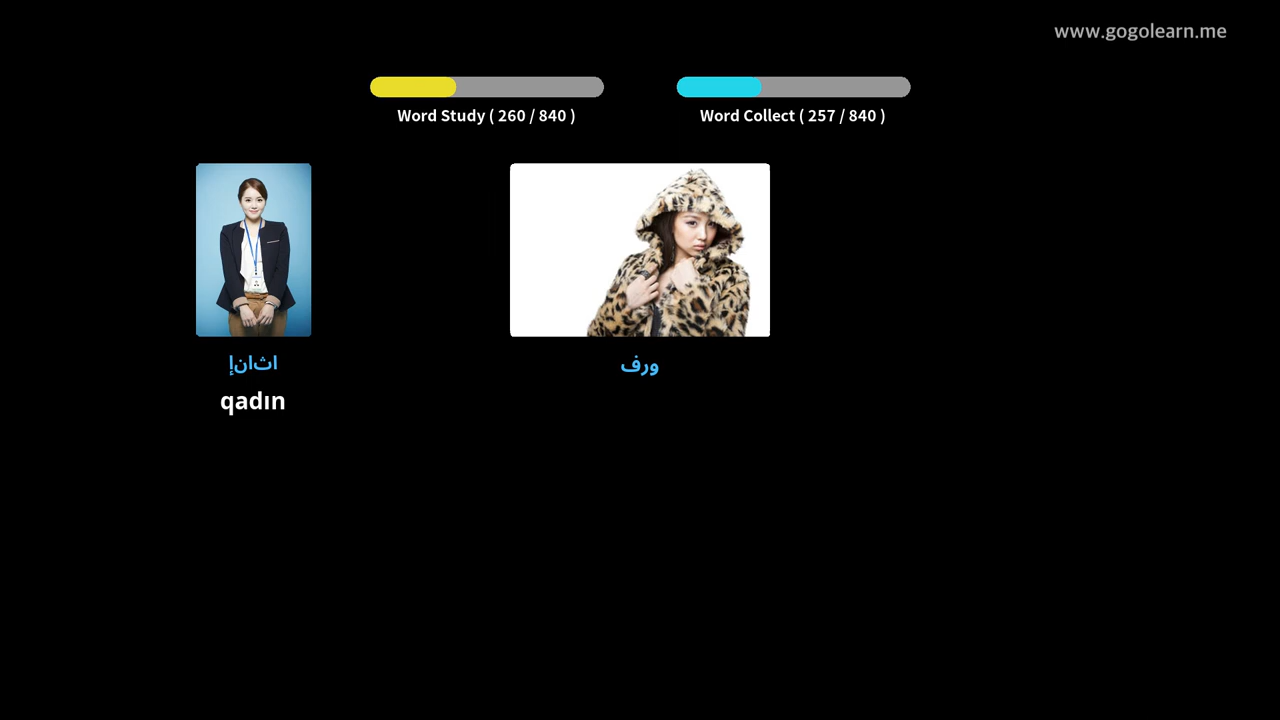 www.gogolearn.me
Word Study ( 260 / 840 )
Word Collect ( 257 / 840 )
اثانإ
qadın
ورف